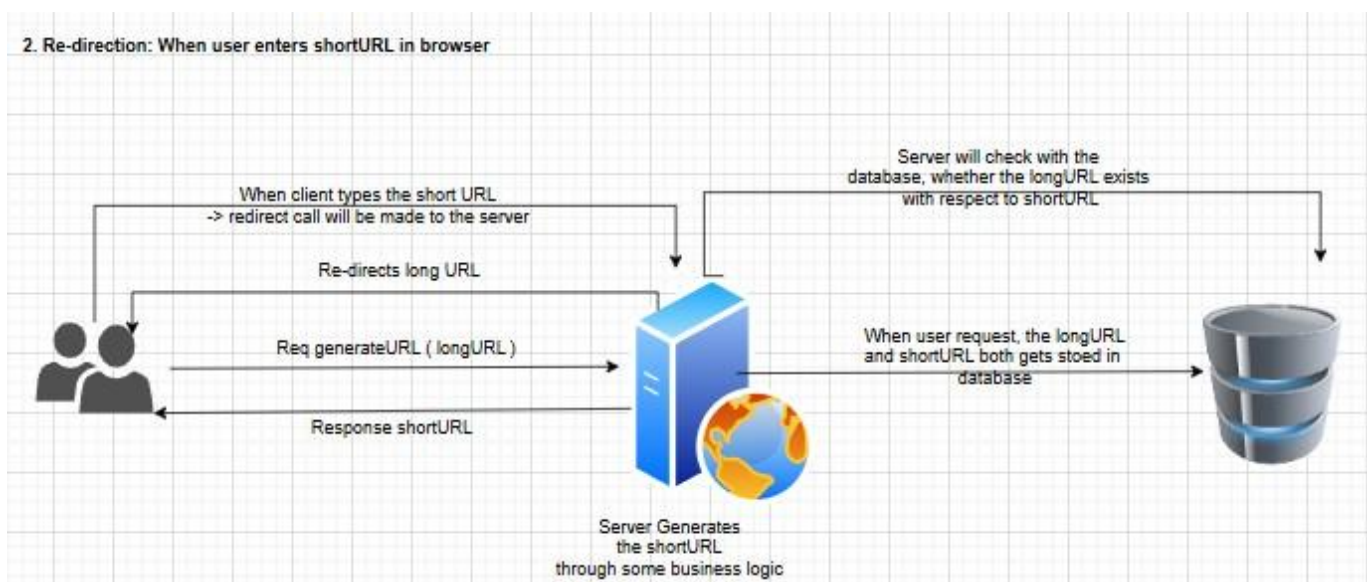 2. Re-direction: When user enters shortURL in browser
When client types the short URL
-> redirect call will be made to the server
Server will check with the
database, whether the longURL exists
with respect to shortURL
Re-directs long URL
Req generateURL ( longURL )
When user request, the longURL
and shortURL both gets stoed in
database
Response shortURL
Server Generates
the shortURL
through some business logic